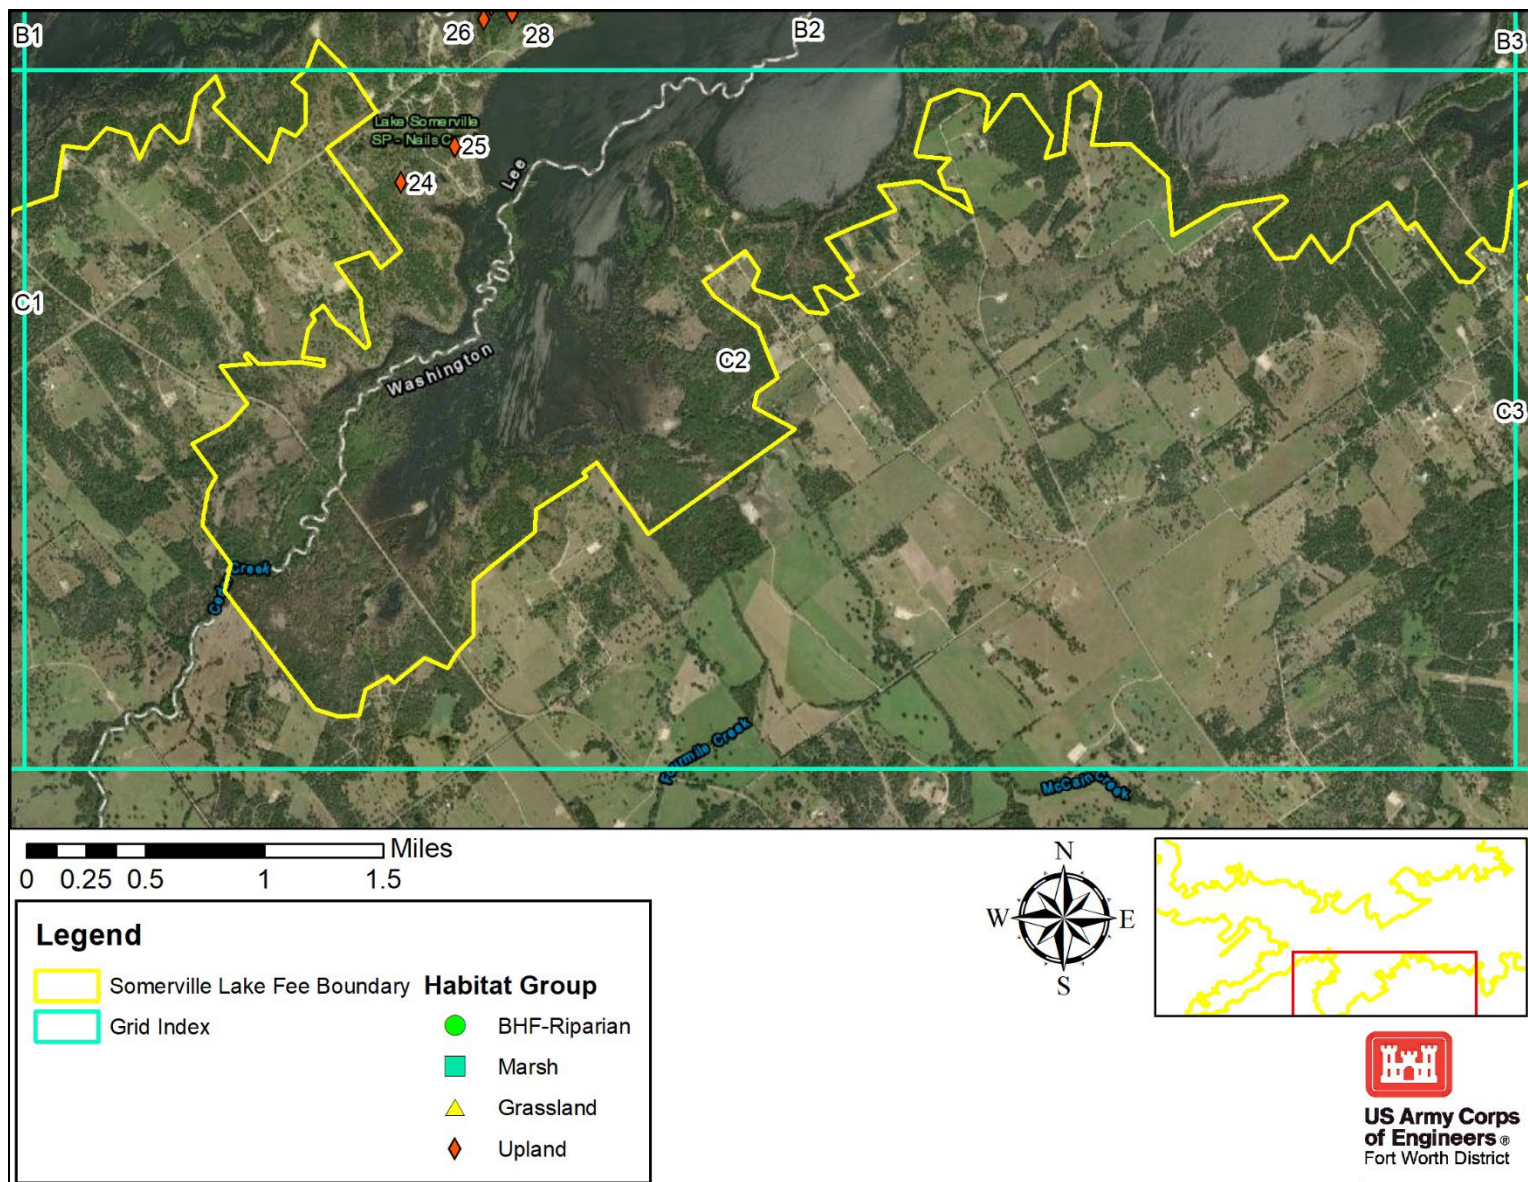 B1
26
28
B2
B3
Lake Somerville
SP - Nails C
25
24
Lee
C1
Washington
C2
C3
Creek
Fourmile Creek
McCain Creek
Miles
0 0.25 0.5 1 1.5
N
W E
S
Legend
Somerville Lake Fee Boundary
Grid Index
Habitat Group
BHF-Riparian
Marsh
Grassland
Upland
US Army Corps
of Engineers ®
Fort Worth District